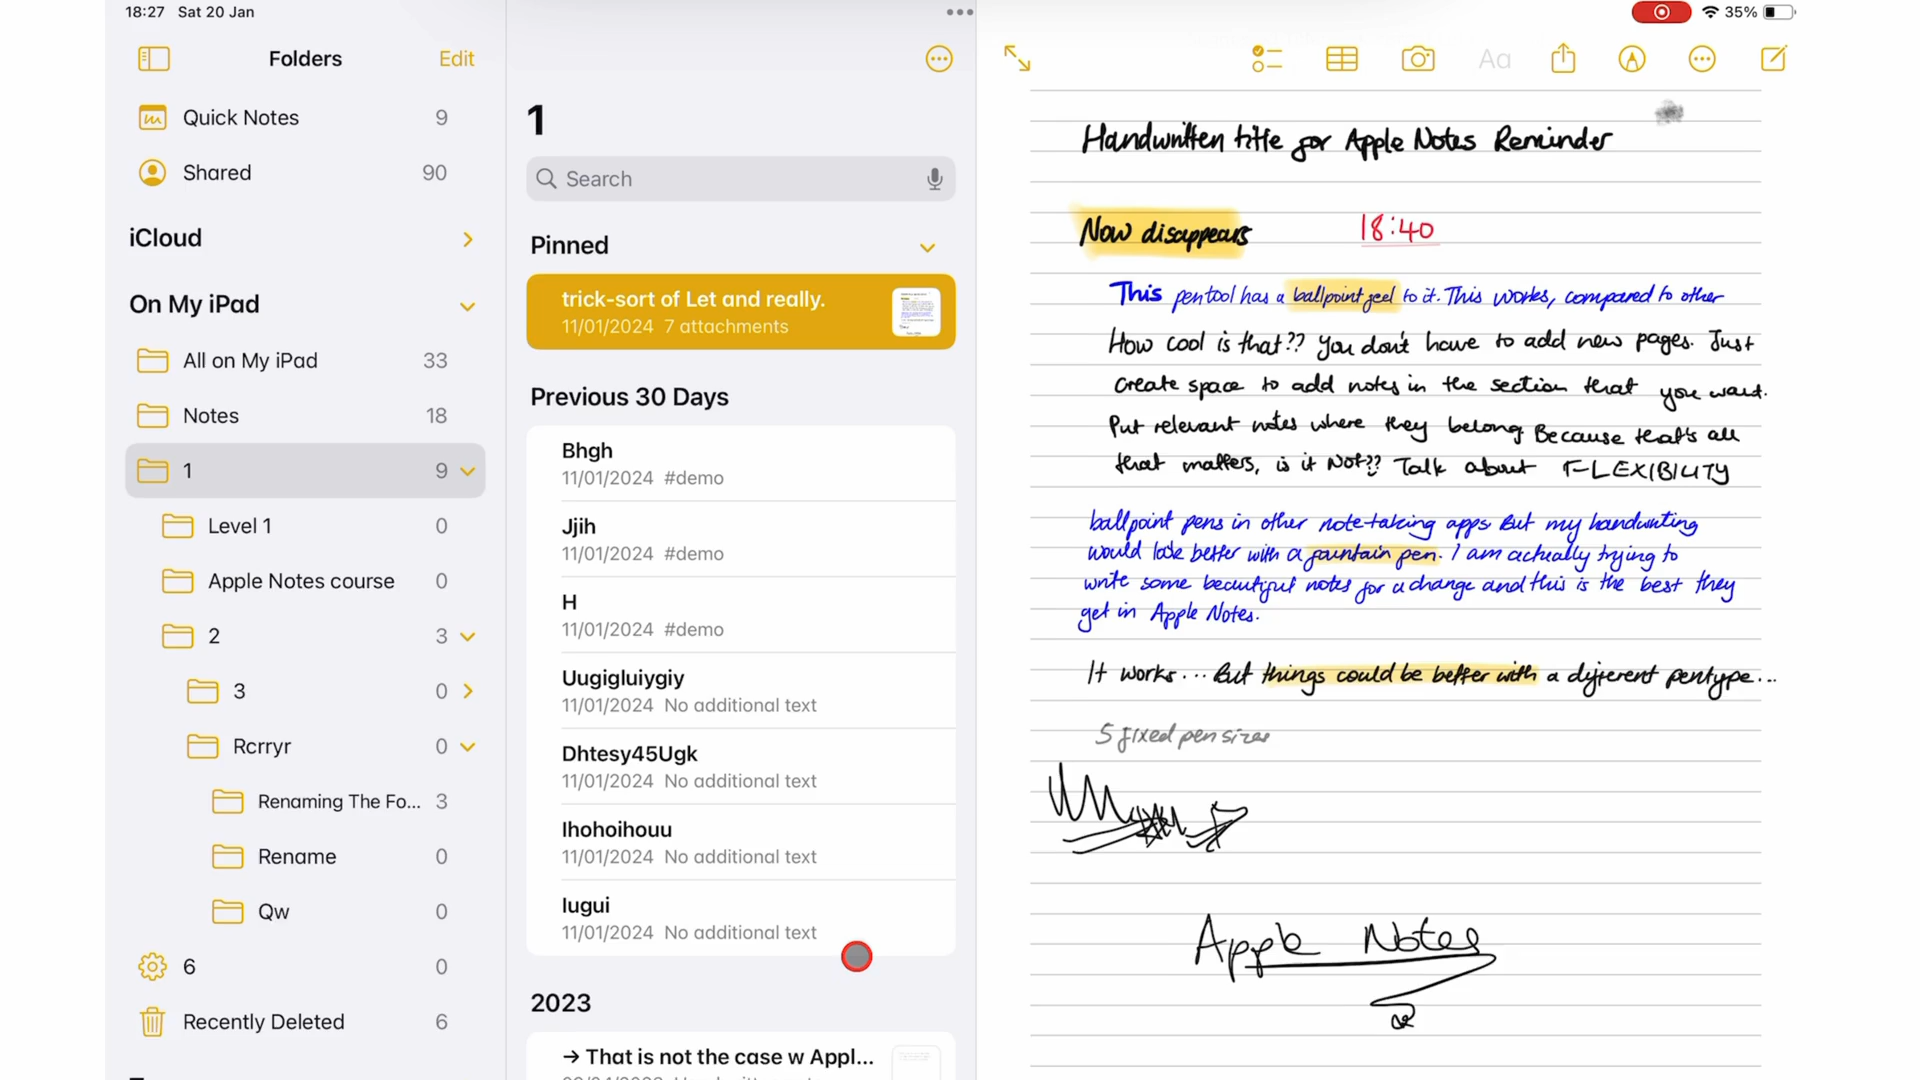 18:27 Sat 20 Jan
35%
Folders
Edit
Quick Notes 9
Shared 90
iCloud
On My iPad
All on My iPad 33
Notes 18
1 9
Level 1 0
Apple Notes course 0
2 3
3 0
Rcrryr 0
Renaming The Fo... 3
Rename 0
Qw 0
6 0
Recently Deleted 6
1
Search
Pinned
trick-sort of Let and really.
11/01/2024 7 attachments
Previous 30 Days
Bhgh
11/01/2024 #demo
Jjih
11/01/2024 #demo
H
11/01/2024 #demo
Uugigluiygiy
11/01/2024 No additional text
Dhtesy45Ugk
11/01/2024 No additional text
Ihohoihouu
11/01/2024 No additional text
Iugui
11/01/2024 No additional text
2023
→ That is not the case w Appl...
Aa
Handwritten title for Apple Notes Reminder
Now disappears 18:40
This pen tool has a ballpoint feel to it. This works, compared to other
How cool is that?? You don't have to add new pages. Just
create space to add notes in the section that you want.
Put relevant notes where they belong. Because that's all
that matters, is it Not?? Talk about FLEXIBILITY
ballpoint pens in other note-taking apps. But my handwriting
would look better with a fountain pen. I am actually trying to
write some beautiful notes for a change and this is the best they
get in Apple Notes.
It works... But things could be better with a different pentype...
5 fixed pen sizes
Apple Notes